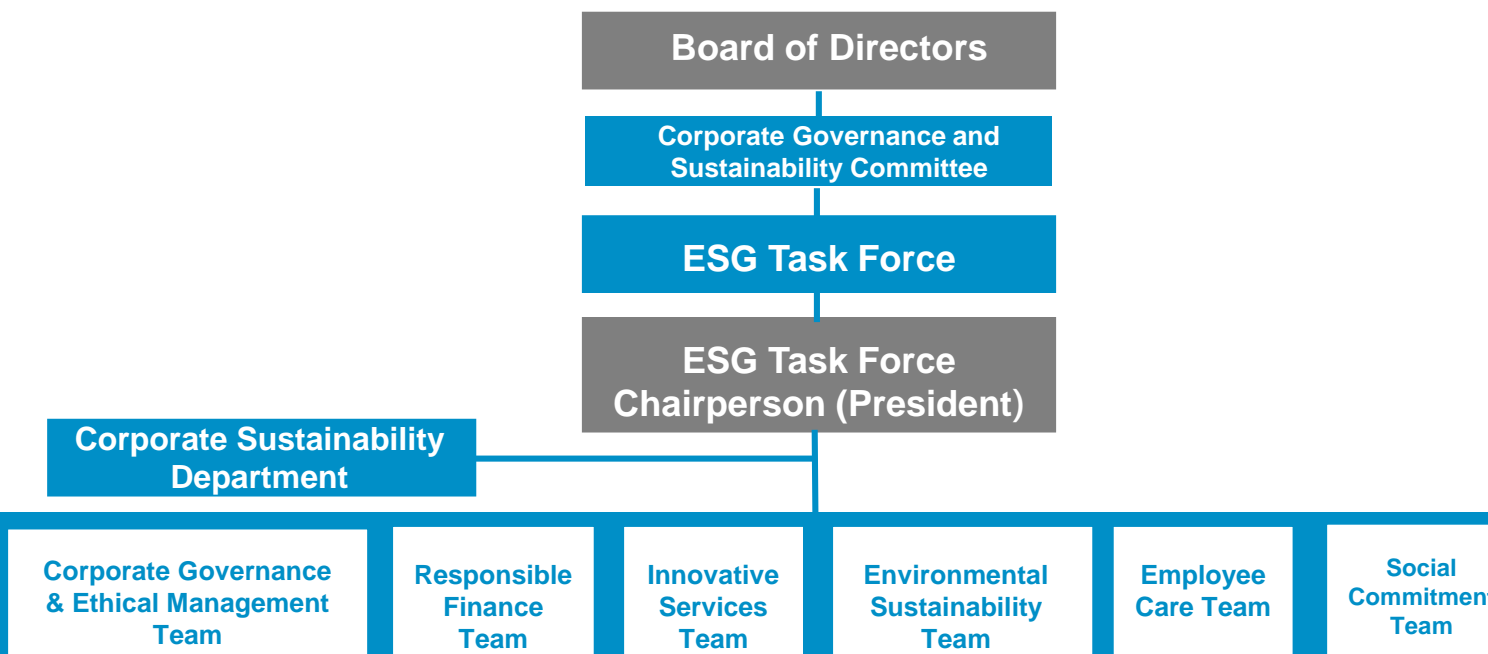 Board of Directors
Corporate Governance and
Sustainability Committee
ESG Task Force
ESG Task Force
Chairperson (President)
Corporate Sustainability
Department
Corporate Governance
& Ethical Management
Team
Responsible
Finance
Team
Innovative
Services
Team
Environmental
Sustainability
Team
Employee
Care Team
Social
Commitment
Team